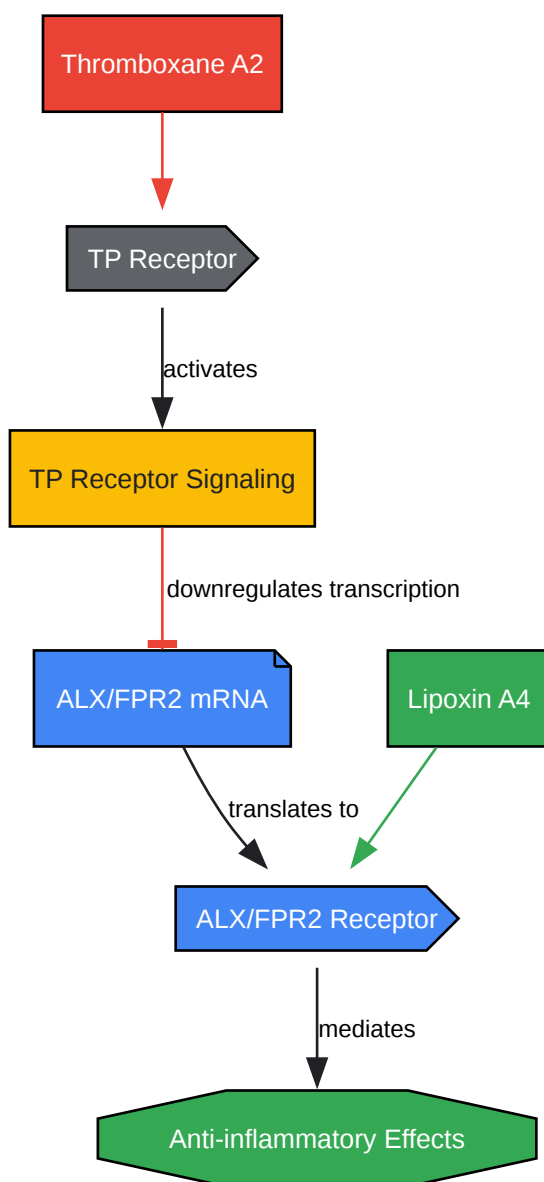 Thromboxane A2
TP Receptor
activates
TP Receptor Signaling
downregulates transcription
ALX/FPR2 mRNA
Lipoxin A4
translates to
ALX/FPR2 Receptor
mediates
Anti-inflammatory Effects